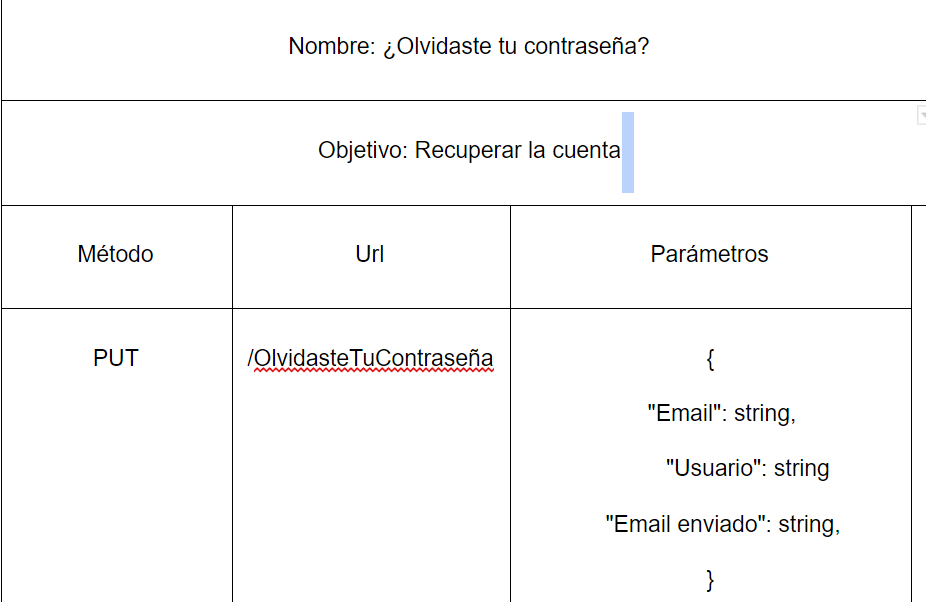 Nombre: ¿Olvidaste tu contraseña?
Objetivo: Recuperar la cuenta
Método Url Parámetros
PUT /OlvidasteTuContraseña {
"Email": string,
"Usuario": string
"Email enviado": string,
}